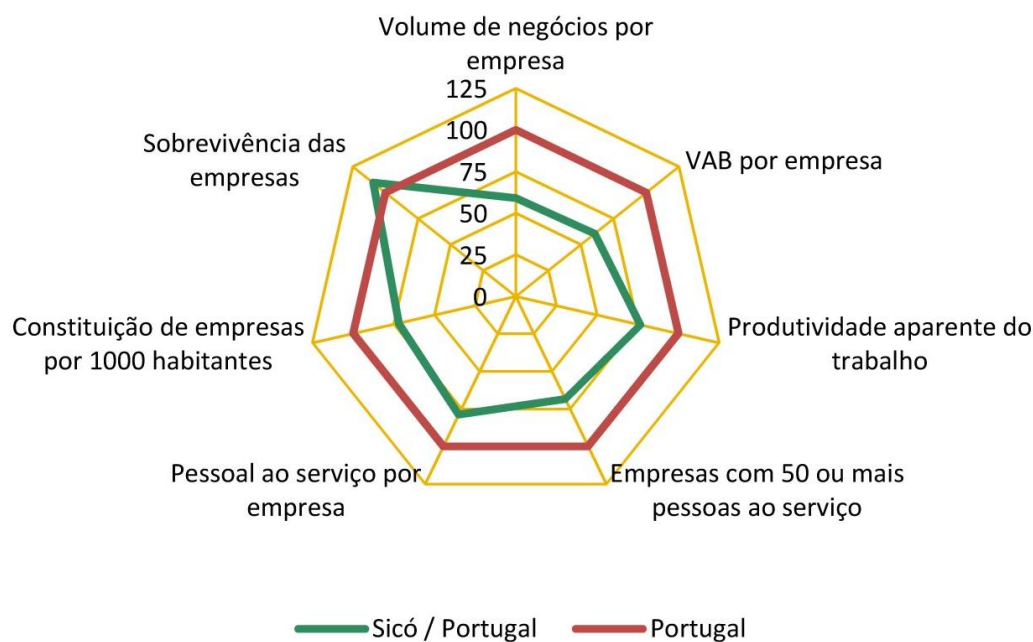 Volume de negócios por
empresa
125
100
75
50
25
0
VAB por empresa
Produtividade aparente do
trabalho
Empresas com 50 ou mais
pessoas ao serviço
Pessoal ao serviço por
empresa
Constituição de empresas
por 1000 habitantes
Sobrevivência das
empresas
Sicó / Portugal
Portugal